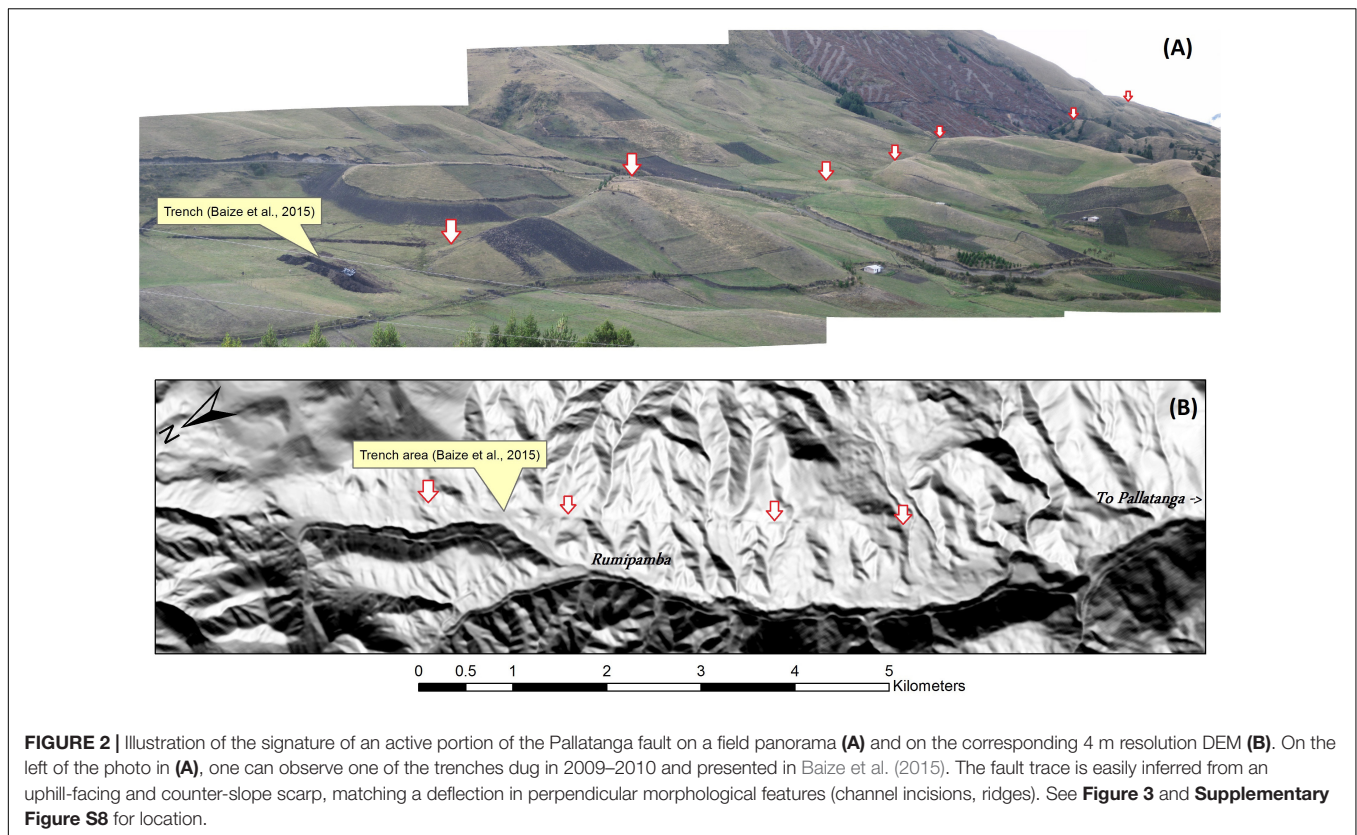 (A)
Trench (Baize et al., 2015)
(B)
N
Trench area (Baize et al., 2015)
To Pallatanga ->
Rumipamba
0 0.5 1 2 3 4 5
Kilometers
FIGURE 2 | Illustration of the signature of an active portion of the Pallatanga fault on a field panorama (A) and on the corresponding 4 m resolution DEM (B). On the
left of the photo in (A), one can observe one of the trenches dug in 2009–2010 and presented in Baize et al. (2015). The fault trace is easily inferred from an
uphill-facing and counter-slope scarp, matching a deflection in perpendicular morphological features (channel incisions, ridges). See Figure 3 and Supplementary
Figure S8 for location.